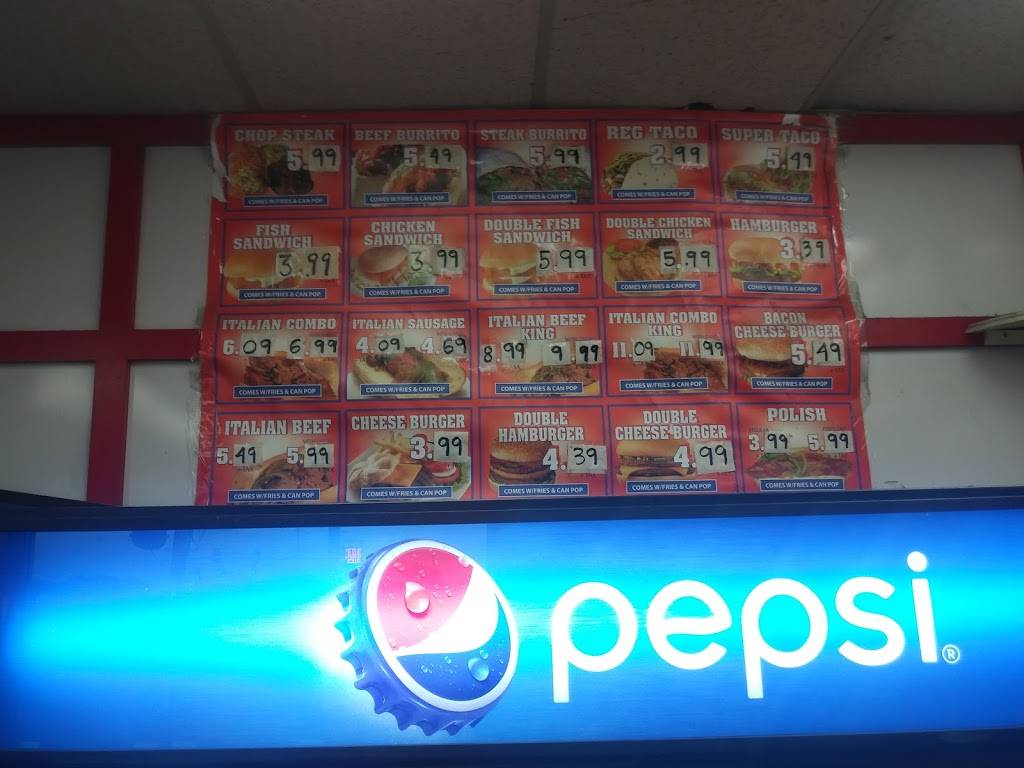 CHOP STEAK
5.99
COMES W/FRIES & CAN POP
BEEF BURRITO
5.49
COMES W/FRIES & CAN POP
STEAK BURRITO
5.99
COMES W/FRIES & CAN POP
REG TACO
2.99
COMES W/FRIES & CAN POP
SUPER TACO
5.49
COMES W/FRIES & CAN POP
FISH
SANDWICH
3.99
COMES W/FRIES & CAN POP
CHICKEN
SANDWICH
3.99
COMES W/FRIES & CAN POP
DOUBLE FISH
SANDWICH
5.99
COMES W/FRIES & CAN POP
DOUBLE CHICKEN
SANDWICH
5.99
COMES W/FRIES & CAN POP
HAMBURGER
3.39
COMES W/FRIES & CAN POP
ITALIAN COMBO
6.09 6.99
COMES W/FRIES & CAN POP
ITALIAN SAUSAGE
4.09 4.69
COMES W/FRIES & CAN POP
ITALIAN BEEF
KING
8.99 9.99
COMES W/FRIES & CAN POP
ITALIAN COMBO
KING
11.09 11.99
COMES W/FRIES & CAN POP
BACON
CHEESE BURGER
5.49
COMES W/FRIES & CAN POP
ITALIAN BEEF
5.49 5.99
COMES W/FRIES & CAN POP
CHEESE BURGER
3.99
COMES W/FRIES & CAN POP
DOUBLE
HAMBURGER
4.39
COMES W/FRIES & CAN POP
DOUBLE
CHEESE BURGER
4.99
COMES W/FRIES & CAN POP
POLISH
3.99 5.99
COMES W/FRIES & CAN POP
pepsi®